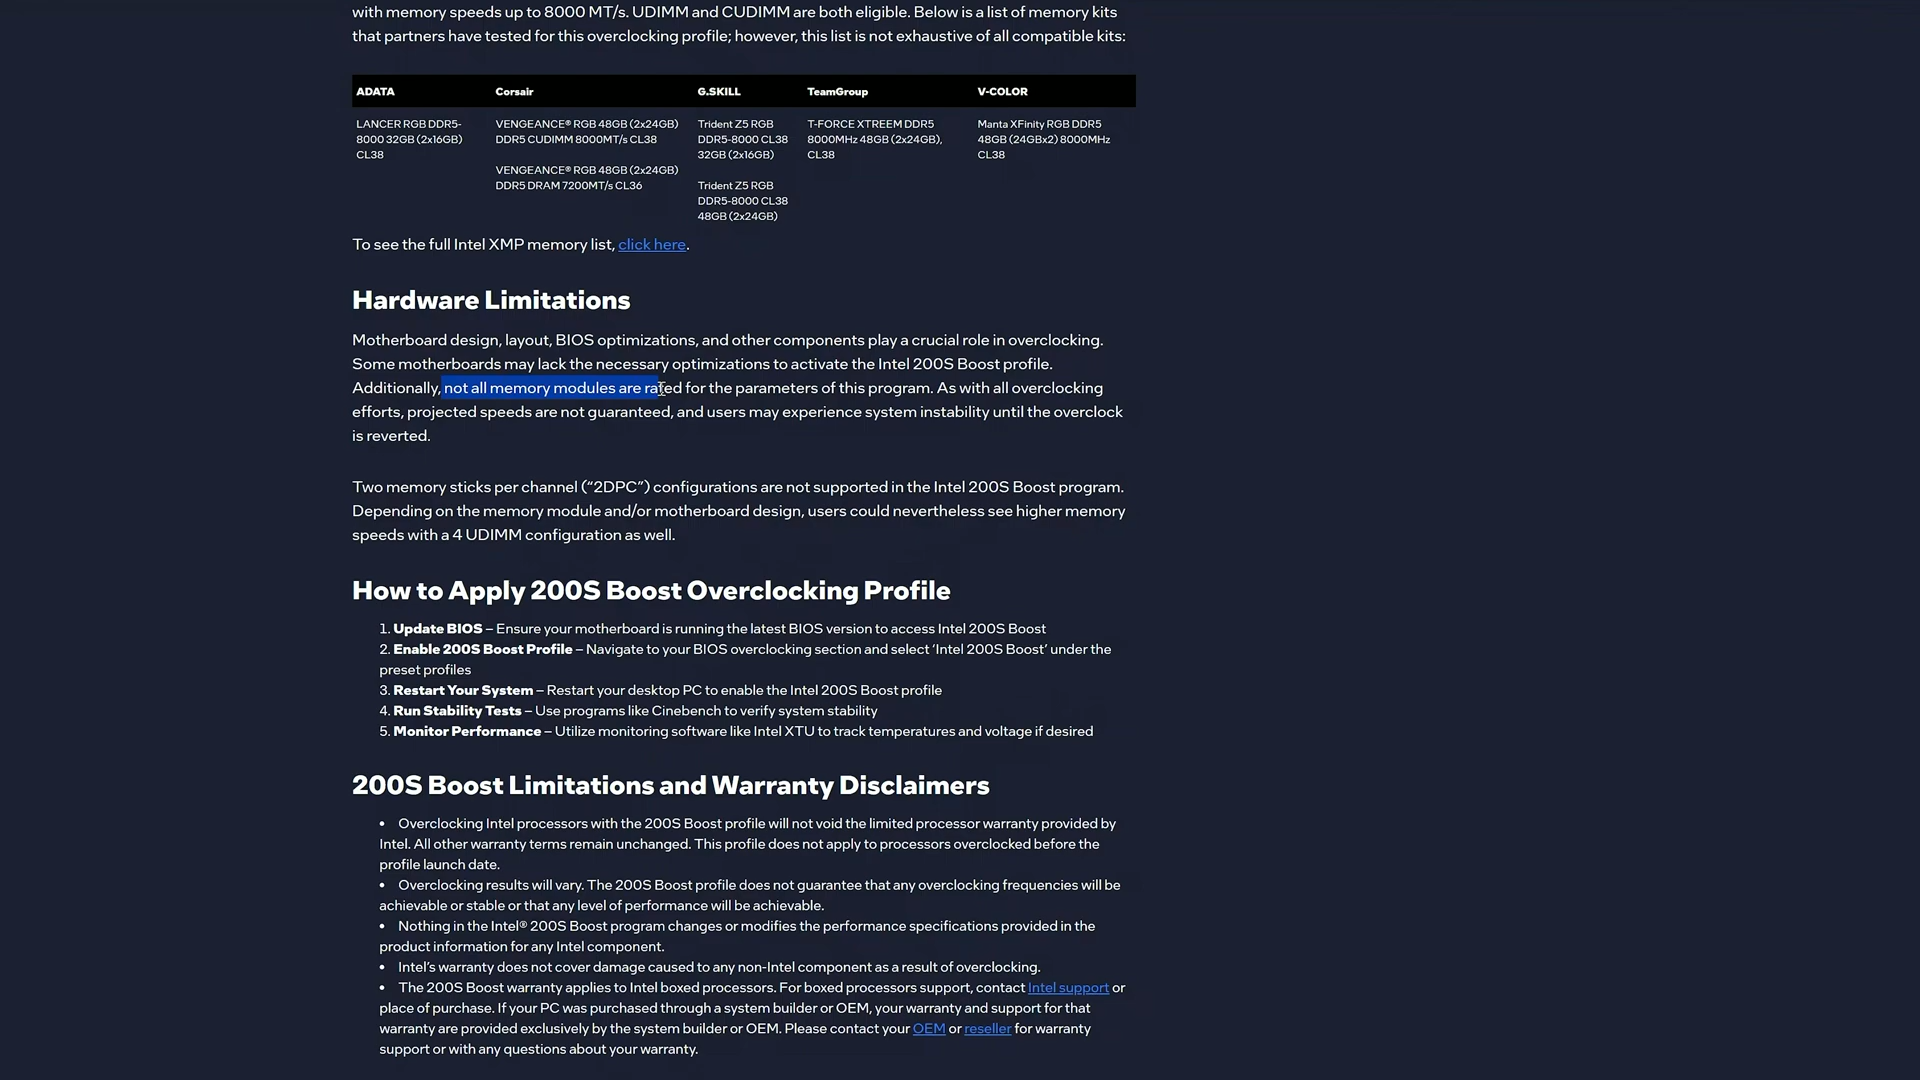 with memory speeds up to 8000 MT/s. UDIMM and CUDIMM are both eligible. Below is a list of memory kits
that partners have tested for this overclocking profile; however, this list is not exhaustive of all compatible kits:
ADATA Corsair G.SKILL TeamGroup V-COLOR
LANCER RGB DDR5- VENGEANCE® RGB 48GB (2x24GB) Trident Z5 RGB T-FORCE XTREEM DDR5 Manta XFinity RGB DDR5
8000 32GB (2x16GB) DDR5 CUDIMM 8000MT/s CL38 DDR5-8000 CL38 8000MHz 48GB (2x24GB), 48GB (24GBx2) 8000MHz
CL38 32GB (2x16GB) CL38 CL38
VENGEANCE® RGB 48GB (2x24GB)
DDR5 DRAM 7200MT/s CL36 Trident Z5 RGB
DDR5-8000 CL38
48GB (2x24GB)
To see the full Intel XMP memory list, click here.
Hardware Limitations
Motherboard design, layout, BIOS optimizations, and other components play a crucial role in overclocking.
Some motherboards may lack the necessary optimizations to activate the Intel 200S Boost profile.
Additionally, not all memory modules are rated for the parameters of this program. As with all overclocking
efforts, projected speeds are not guaranteed, and users may experience system instability until the overclock
is reverted.
Two memory sticks per channel (“2DPC”) configurations are not supported in the Intel 200S Boost program.
Depending on the memory module and/or motherboard design, users could nevertheless see higher memory
speeds with a 4 UDIMM configuration as well.
How to Apply 200S Boost Overclocking Profile
1. Update BIOS – Ensure your motherboard is running the latest BIOS version to access Intel 200S Boost
2. Enable 200S Boost Profile – Navigate to your BIOS overclocking section and select ‘Intel 200S Boost’ under the
preset profiles
3. Restart Your System – Restart your desktop PC to enable the Intel 200S Boost profile
4. Run Stability Tests – Use programs like Cinebench to verify system stability
5. Monitor Performance – Utilize monitoring software like Intel XTU to track temperatures and voltage if desired
200S Boost Limitations and Warranty Disclaimers
• Overclocking Intel processors with the 200S Boost profile will not void the limited processor warranty provided by
Intel. All other warranty terms remain unchanged. This profile does not apply to processors overclocked before the
profile launch date.
• Overclocking results will vary. The 200S Boost profile does not guarantee that any overclocking frequencies will be
achievable or stable or that any level of performance will be achievable.
• Nothing in the Intel® 200S Boost program changes or modifies the performance specifications provided in the
product information for any Intel component.
• Intel’s warranty does not cover damage caused to any non-Intel component as a result of overclocking.
• The 200S Boost warranty applies to Intel boxed processors. For boxed processors support, contact Intel support or
place of purchase. If your PC was purchased through a system builder or OEM, your warranty and support for that
warranty are provided exclusively by the system builder or OEM. Please contact your OEM or reseller for warranty
support or with any questions about your warranty.